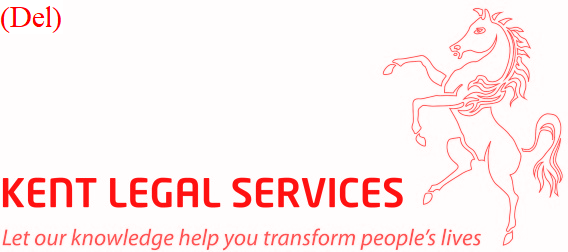 (Del)
KENT LEGAL SERVICES
Let our knowledge help you transform people's lives